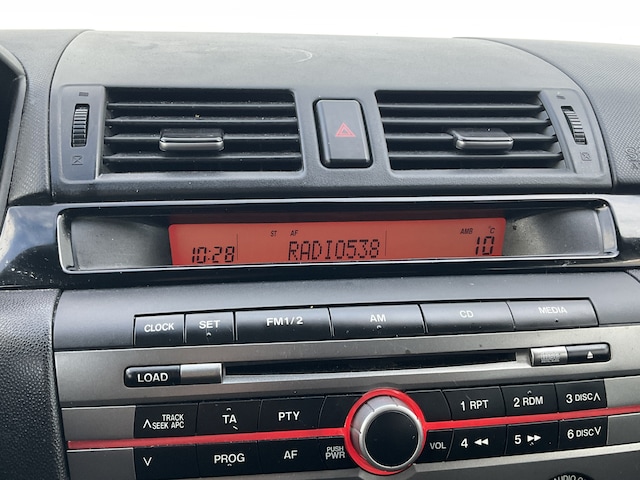 ST AF AMB °C
10:28 RADIO538 10
CLOCK SET FM1/2 AM CD MEDIA
LOAD
∧ TRACK SEEK APC TA PTY 1 RPT 2 RDM 3 DISC∧
∨ PROG AF PUSH PWR VOL 4 ◀◀ 5 ▶▶ 6 DISC∨
AUDIO